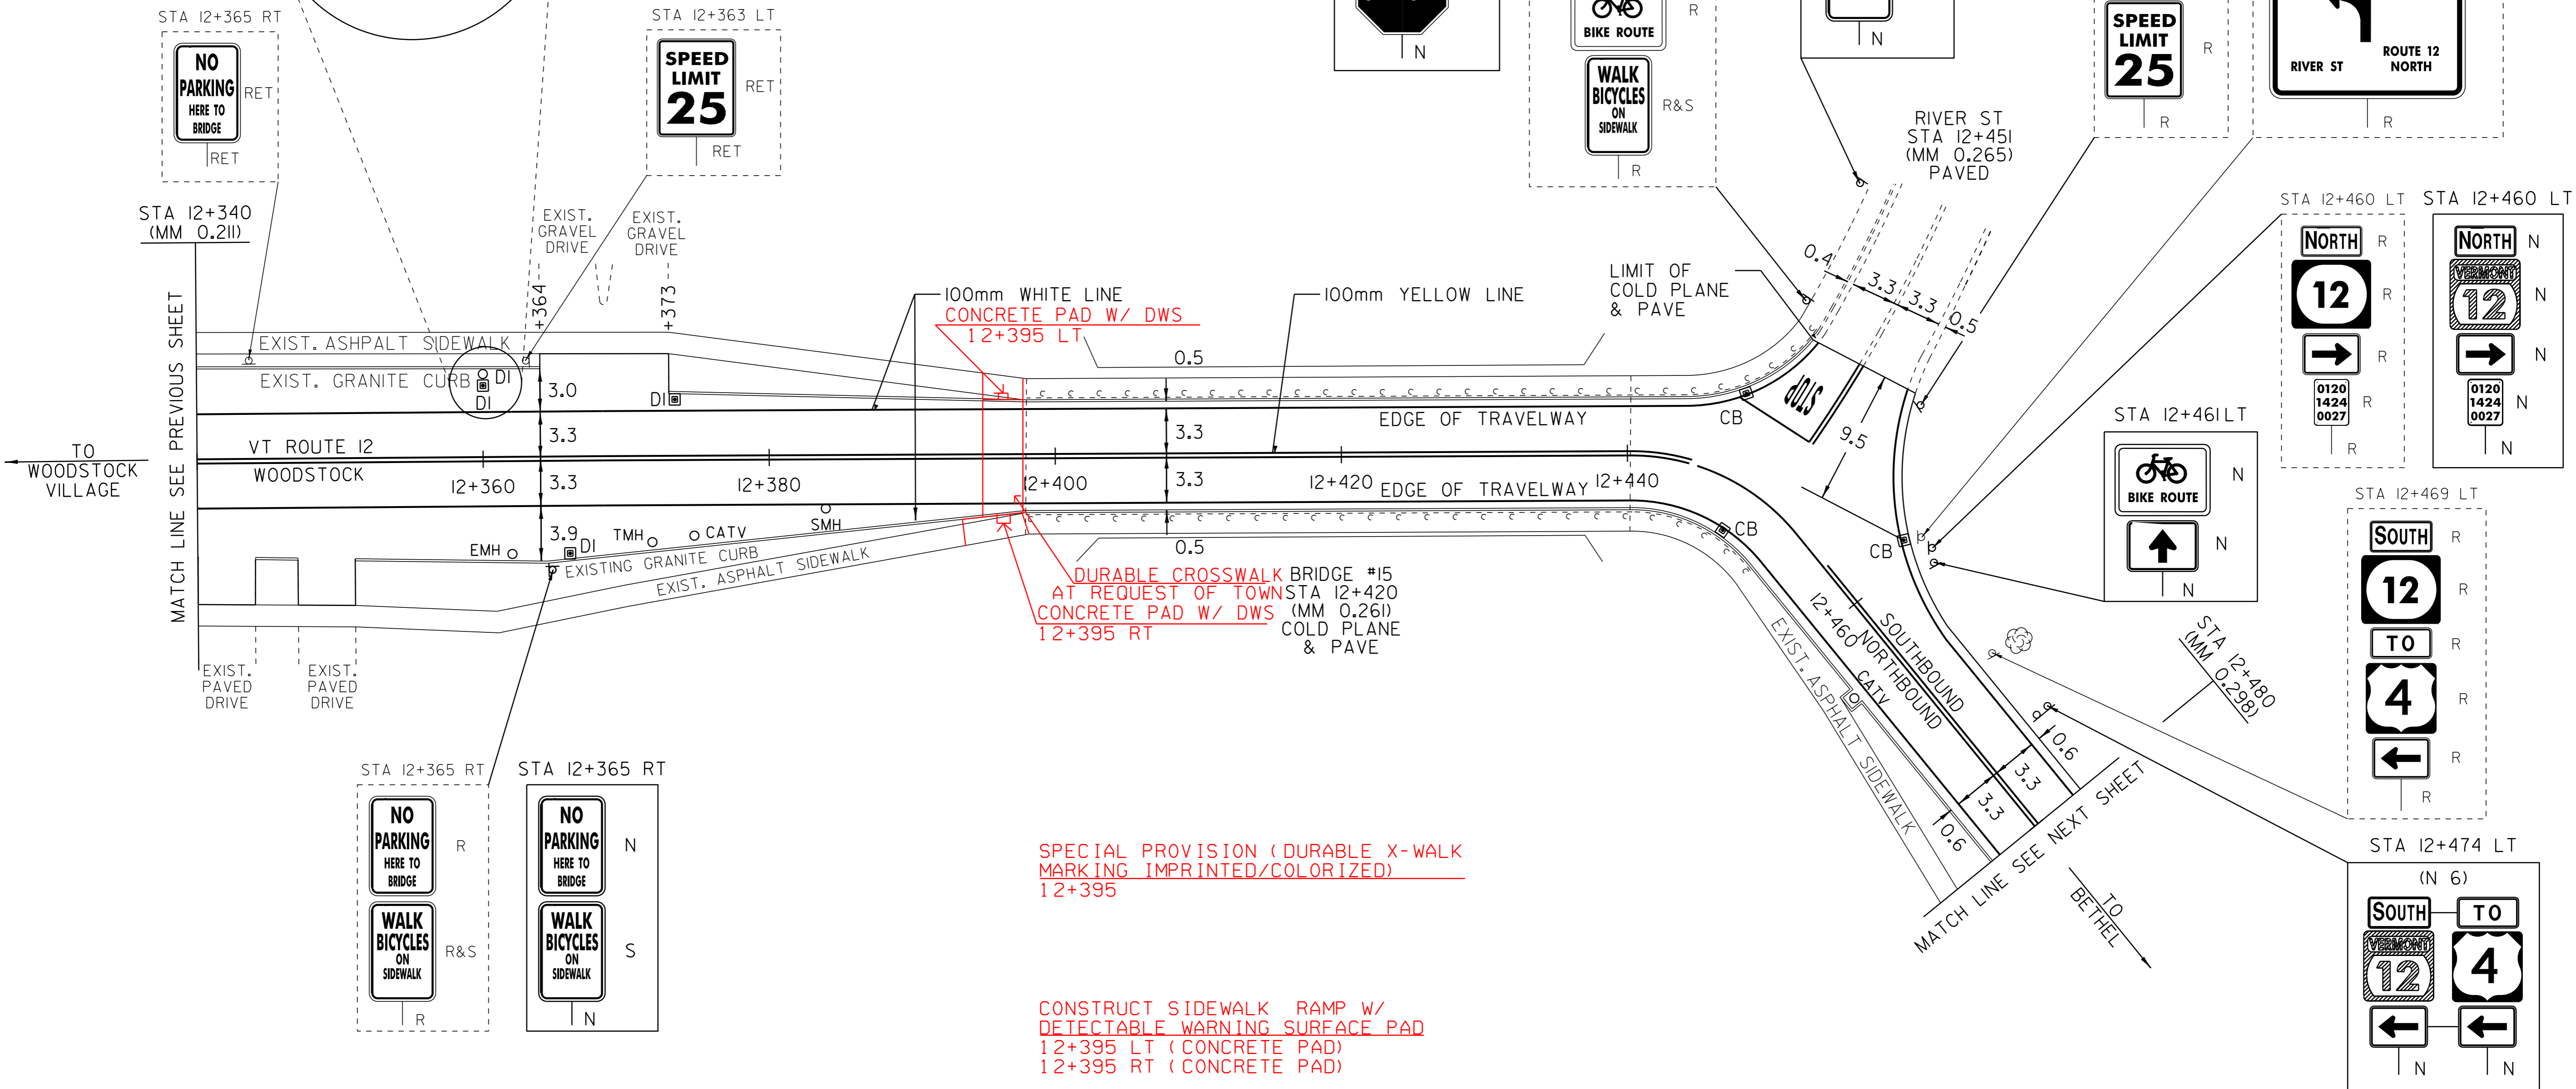 STA 12+365 RT
NO
PARKING
HERE TO
BRIDGE
RET
RET
STA 12+363 LT
SPEED
LIMIT
25
RET
RET
N
BIKE ROUTE
R
WALK
BICYCLES
ON
SIDEWALK
R&S
R
N
SPEED
LIMIT
25
R
R
RIVER ST
ROUTE 12
NORTH
R
RIVER ST
STA 12+451
(MM 0.265)
PAVED
STA 12+340
(MM 0.211)
MATCH LINE SEE PREVIOUS SHEET
TO
WOODSTOCK
VILLAGE
EXIST.
GRAVEL
DRIVE
EXIST.
GRAVEL
DRIVE
+364
+373
EXIST. ASHPALT SIDEWALK
EXIST. GRANITE CURB
DI
DI
DI
3.0
3.3
3.3
3.9
VT ROUTE 12
WOODSTOCK
12+360
12+380
12+400
12+420
12+440
12+460
100mm WHITE LINE
CONCRETE PAD W/ DWS
12+395 LT
100mm YELLOW LINE
LIMIT OF
COLD PLANE
& PAVE
0.5
3.3
3.3
0.5
EDGE OF TRAVELWAY
EDGE OF TRAVELWAY
0.4
3.3
3.3
0.5
STOP
9.5
CB
CB
CB
EMH
DI
TMH
CATV
SMH
EXISTING GRANITE CURB
EXIST. ASPHALT SIDEWALK
EXIST.
PAVED
DRIVE
EXIST.
PAVED
DRIVE
DURABLE CROSSWALK
AT REQUEST OF TOWN
CONCRETE PAD W/ DWS
12+395 RT
BRIDGE #15
STA 12+420
(MM 0.261)
COLD PLANE
& PAVE
SOUTHBOUND
NORTHBOUND
CATV
EXIST. ASPHALT SIDEWALK
0.6
3.3
3.3
0.6
STA 12+480
(MM 0.298)
MATCH LINE SEE NEXT SHEET
TO
BETHEL
STA 12+460 LT
NORTH
R
12
R
R
0120
1424
0027
R
R
STA 12+460 LT
NORTH
N
VERMONT
12
N
N
0120
1424
0027
N
N
STA 12+461 LT
BIKE ROUTE
N
N
N
STA 12+469 LT
SOUTH
R
12
R
TO
R
4
R
R
R
STA 12+474 LT
(N 6)
SOUTH
TO
VERMONT
12
4
N
N
STA 12+365 RT
NO
PARKING
HERE TO
BRIDGE
R
WALK
BICYCLES
ON
SIDEWALK
R&S
R
STA 12+365 RT
NO
PARKING
HERE TO
BRIDGE
N
WALK
BICYCLES
ON
SIDEWALK
S
N
SPECIAL PROVISION (DURABLE X-WALK
MARKING IMPRINTED/COLORIZED)
12+395
CONSTRUCT SIDEWALK RAMP W/
DETECTABLE WARNING SURFACE PAD
12+395 LT (CONCRETE PAD)
12+395 RT (CONCRETE PAD)